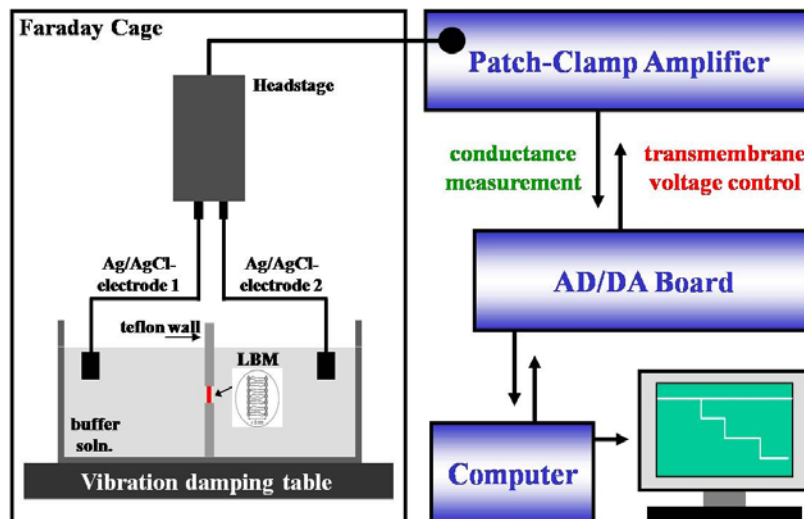 Faraday Cage
Headstage
Ag/AgCl-
electrode 1
Ag/AgCl-
electrode 2
teflon wall
LBM
buffer
soln.
Vibration damping table
Patch-Clamp Amplifier
conductance
measurement
transmembrane
voltage control
AD/DA Board
Computer